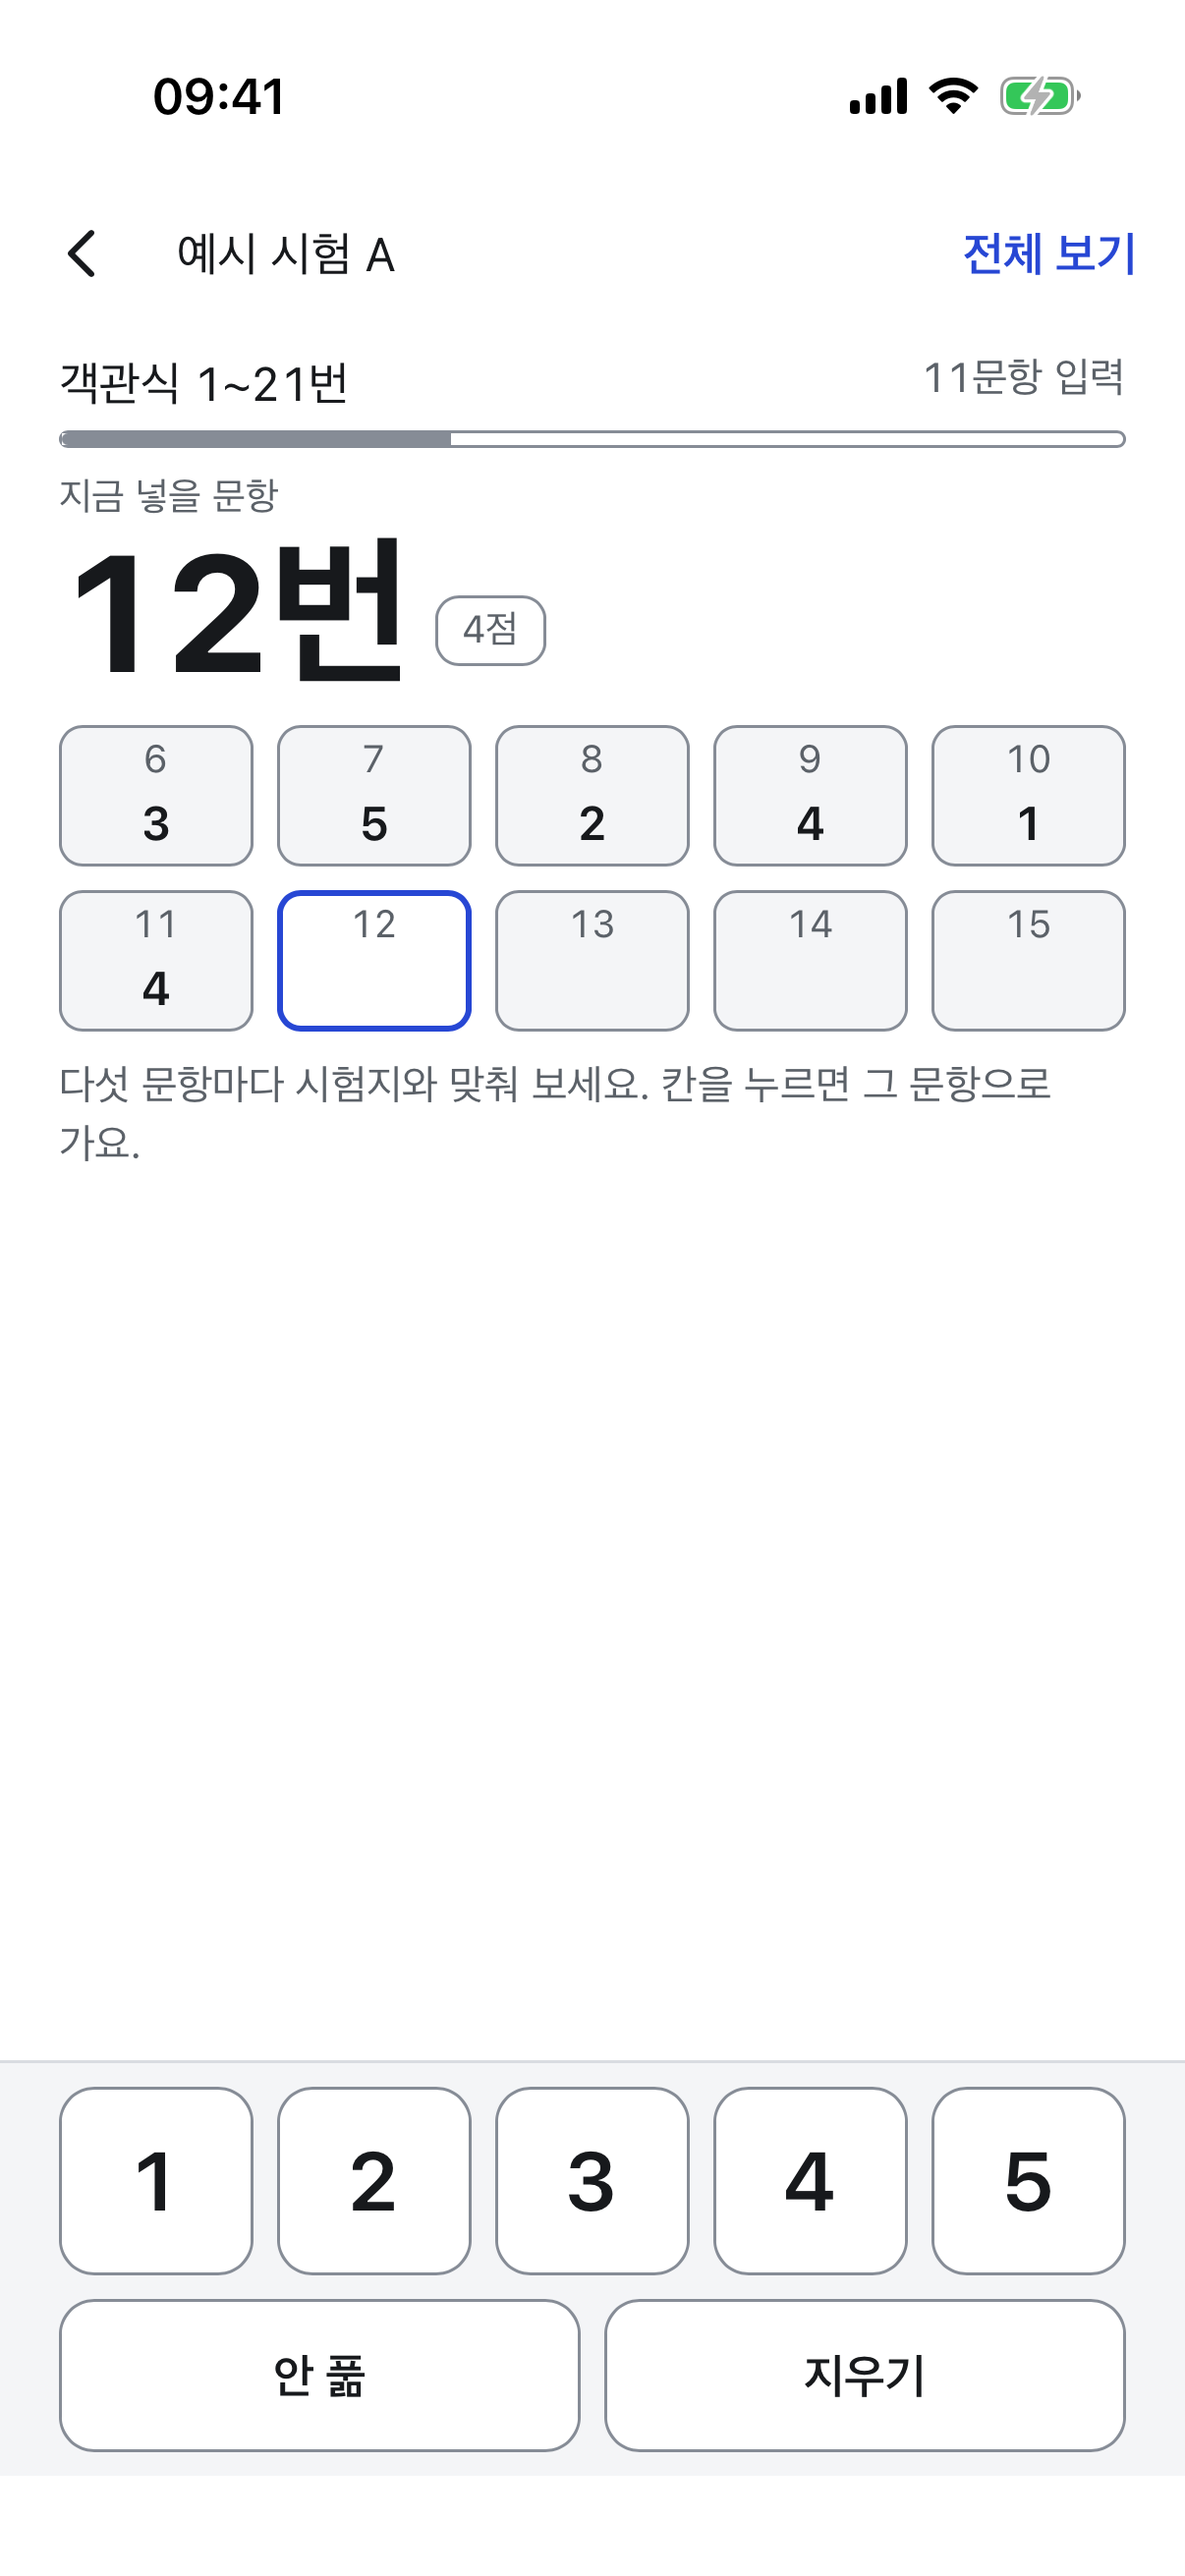 09:41
예시 시험 A
전체 보기
객관식 1~21번
11문항 입력
지금 넣을 문항
12번
4점
6 7 8 9 10
3 5 2 4 1
11 12 13 14 15
4
다섯 문항마다 시험지와 맞춰 보세요. 칸을 누르면 그 문항으로
가요.
1 2 3 4 5
안 풂
지우기